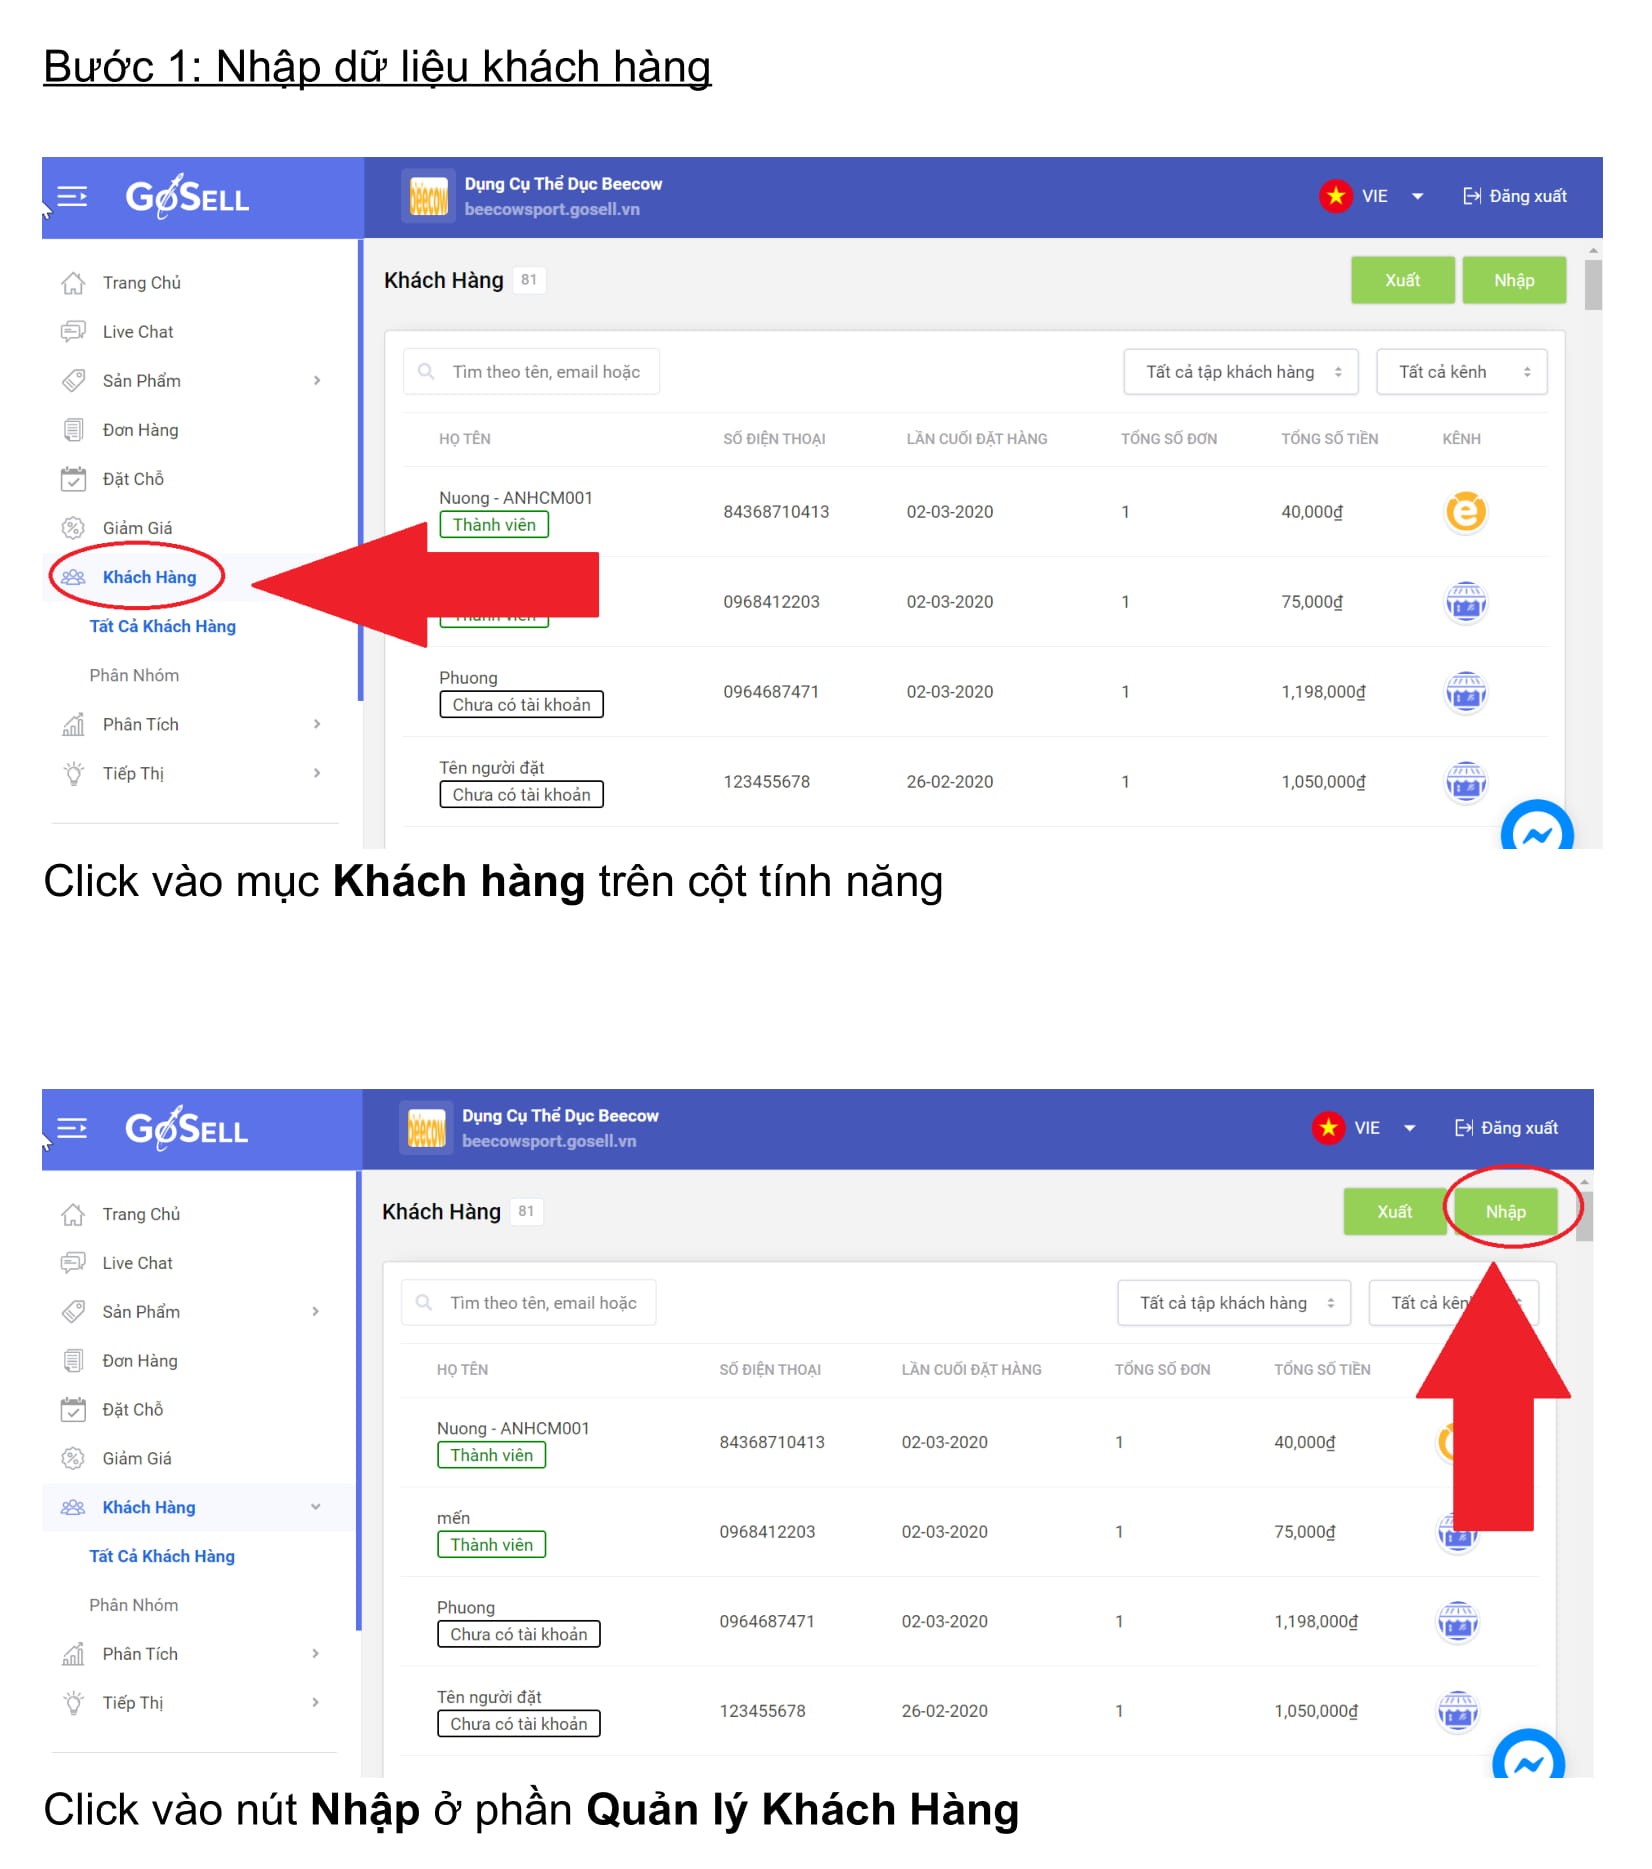 Bước 1: Nhập dữ liệu khách hàng
GoSELL
Dụng Cụ Thể Dục Beecow
beecowsport.gosell.vn
VIE
Đăng xuất
Trang Chủ
Live Chat
Sản Phẩm
Đơn Hàng
Đặt Chỗ
Giảm Giá
Khách Hàng
Tất Cả Khách Hàng
Phân Nhóm
Phân Tích
Tiếp Thị
Khách Hàng 81
Xuất Nhập
Tìm theo tên, email hoặc
Tất cả tập khách hàng
Tất cả kênh
HỌ TÊN SỐ ĐIỆN THOẠI LẦN CUỐI ĐẶT HÀNG TỔNG SỐ ĐƠN TỔNG SỐ TIỀN KÊNH
Nuong - ANHCM001
Thành viên
84368710413 02-03-2020 1 40,000₫
0968412203 02-03-2020 1 75,000₫
Phuong
Chưa có tài khoản
0964687471 02-03-2020 1 1,198,000₫
Tên người đặt
Chưa có tài khoản
123455678 26-02-2020 1 1,050,000₫
Click vào mục Khách hàng trên cột tính năng
GoSELL
Dụng Cụ Thể Dục Beecow
beecowsport.gosell.vn
VIE
Đăng xuất
Trang Chủ
Live Chat
Sản Phẩm
Đơn Hàng
Đặt Chỗ
Giảm Giá
Khách Hàng
Tất Cả Khách Hàng
Phân Nhóm
Phân Tích
Tiếp Thị
Khách Hàng 81
Xuất Nhập
Tìm theo tên, email hoặc
Tất cả tập khách hàng
Tất cả
HỌ TÊN SỐ ĐIỆN THOẠI LẦN CUỐI ĐẶT HÀNG TỔNG SỐ ĐƠN TỔNG SỐ TIỀN
Nuong - ANHCM001
Thành viên
84368710413 02-03-2020 1 40,000₫
mến
Thành viên
0968412203 02-03-2020 1 75,000₫
Phuong
Chưa có tài khoản
0964687471 02-03-2020 1 1,198,000₫
Tên người đặt
Chưa có tài khoản
123455678 26-02-2020 1 1,050,000₫
Click vào nút Nhập ở phần Quản lý Khách Hàng